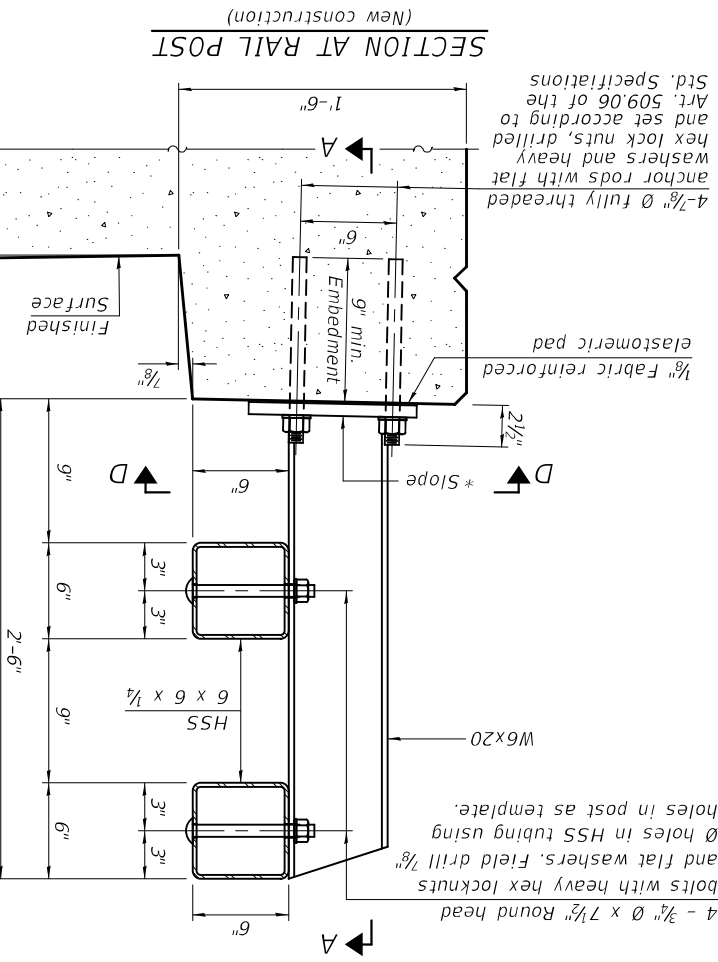 A
6"
4 - ¾" Ø x 7½" Round head
bolts with heavy hex locknuts
and flat washers. Field drill ⅞"
Ø holes in HSS tubing using
holes in post as template.
3"
3"
6"
W6x20
HSS
6 x 6 x ¼
9"
2'-6"
3"
3"
6"
D
* Slope
6"
D
9"
2½"
⅛" Fabric reinforced
elastomeric pad
9" min.
Embedment
⅞"
Finished
Surface
6"
4-⅞" Ø fully threaded
anchor rods with flat
washers and heavy
hex lock nuts, drilled
and set according to
Art. 509.06 of the
Std. Specifiations
A
1'-6"
SECTION AT RAIL POST
(New construction)